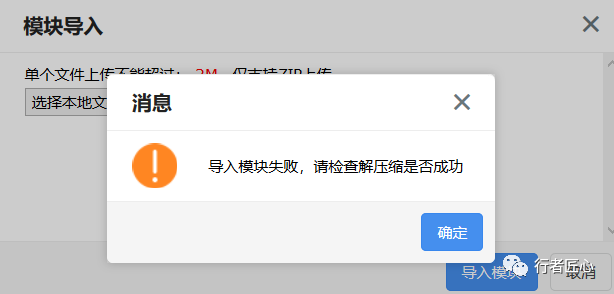 模块导入
单个文件上传不能超过：2M，仅支持ZIP上传
选择本地文
消息
导入模块失败，请检查解压缩是否成功
确定
导入模块
取消
行者匠心